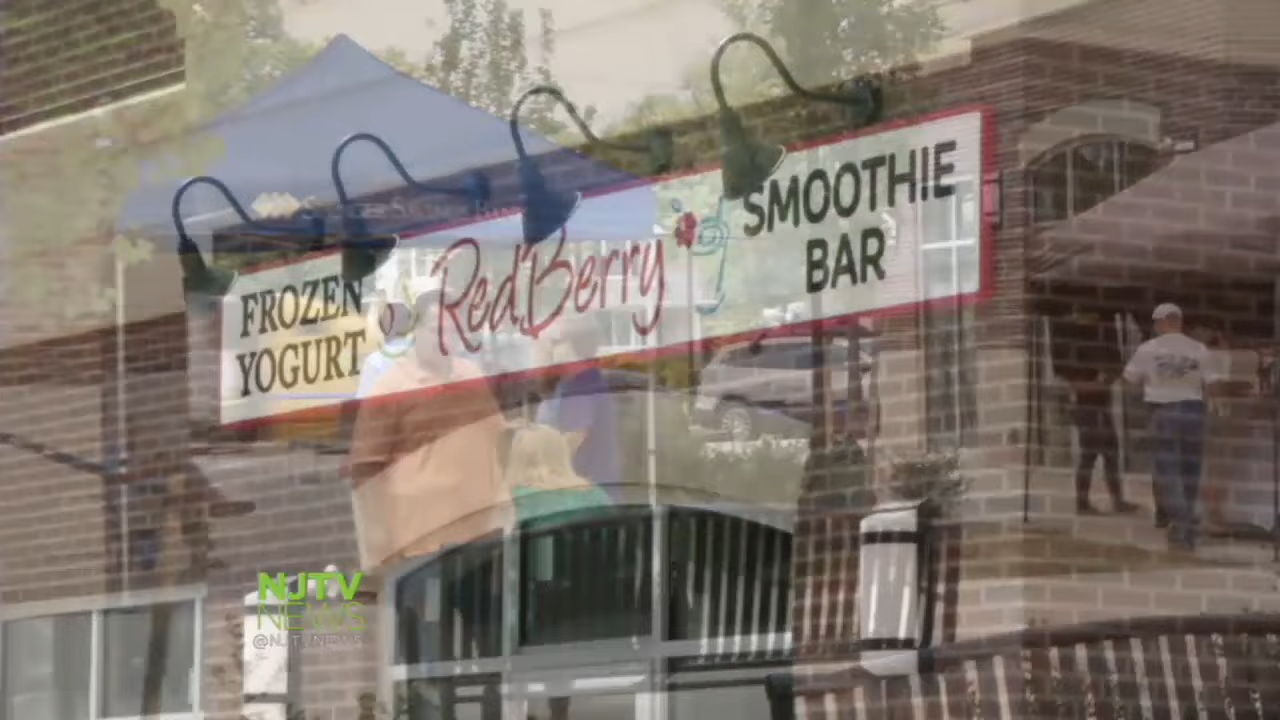 FROZEN
YOGURT
RedBerry
SMOOTHIE
BAR
NJTV
NEWS
@NJTVNEWS